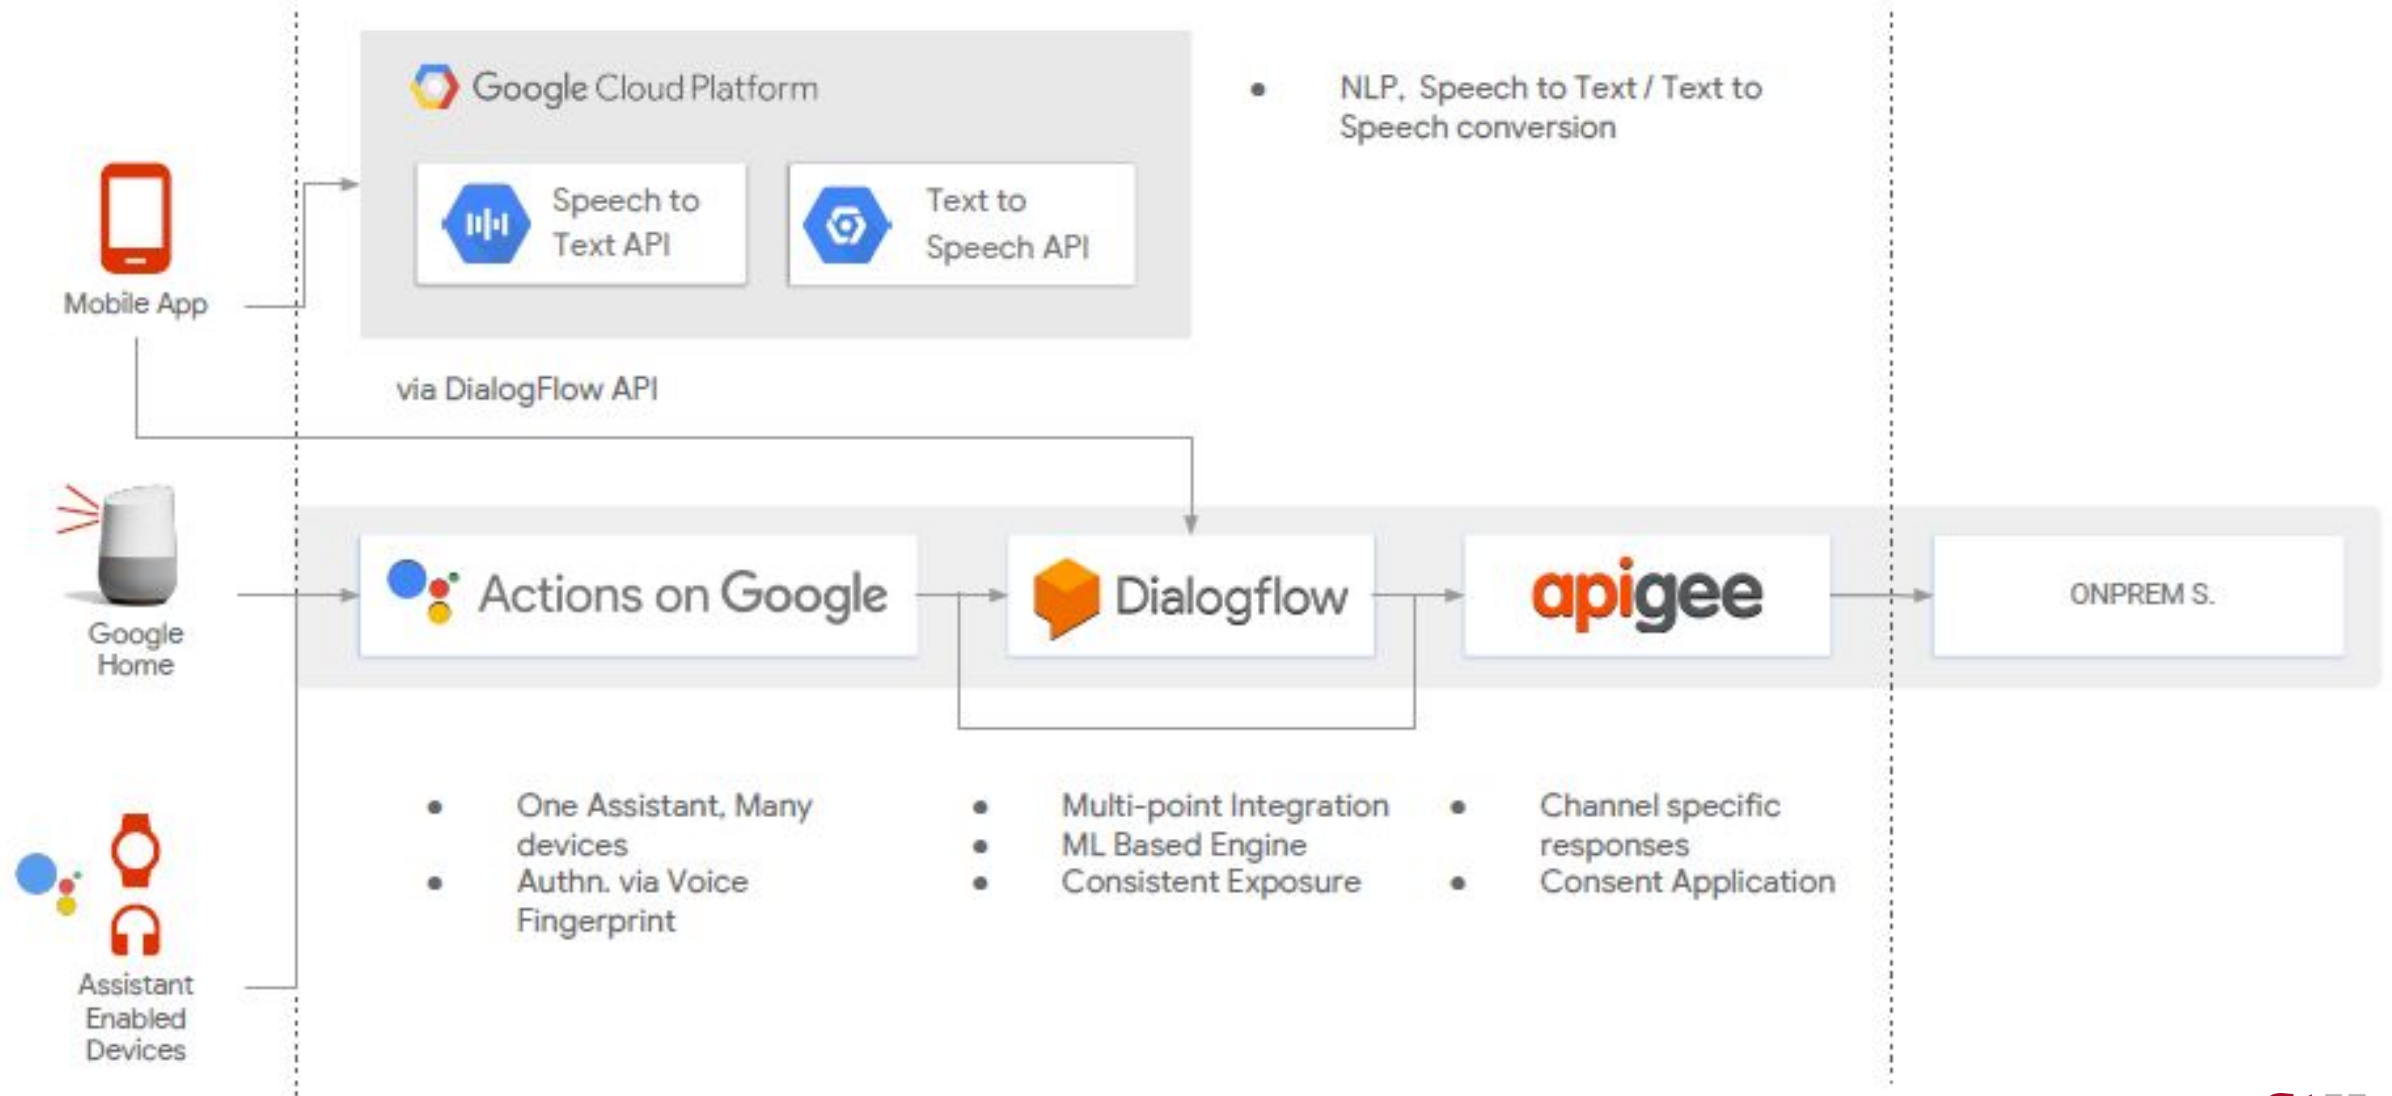 Google Cloud Platform
NLP, Speech to Text / Text to
Speech conversion
Speech to
Text API
Text to
Speech API
Mobile App
via DialogFlow API
Actions on Google
Dialogflow
apigee
ONPREM S.
Google
Home
One Assistant, Many
devices
Authn. via Voice
Fingerprint
Multi-point Integration
ML Based Engine
Consistent Exposure
Channel specific
responses
Consent Application
Assistant
Enabled
Devices